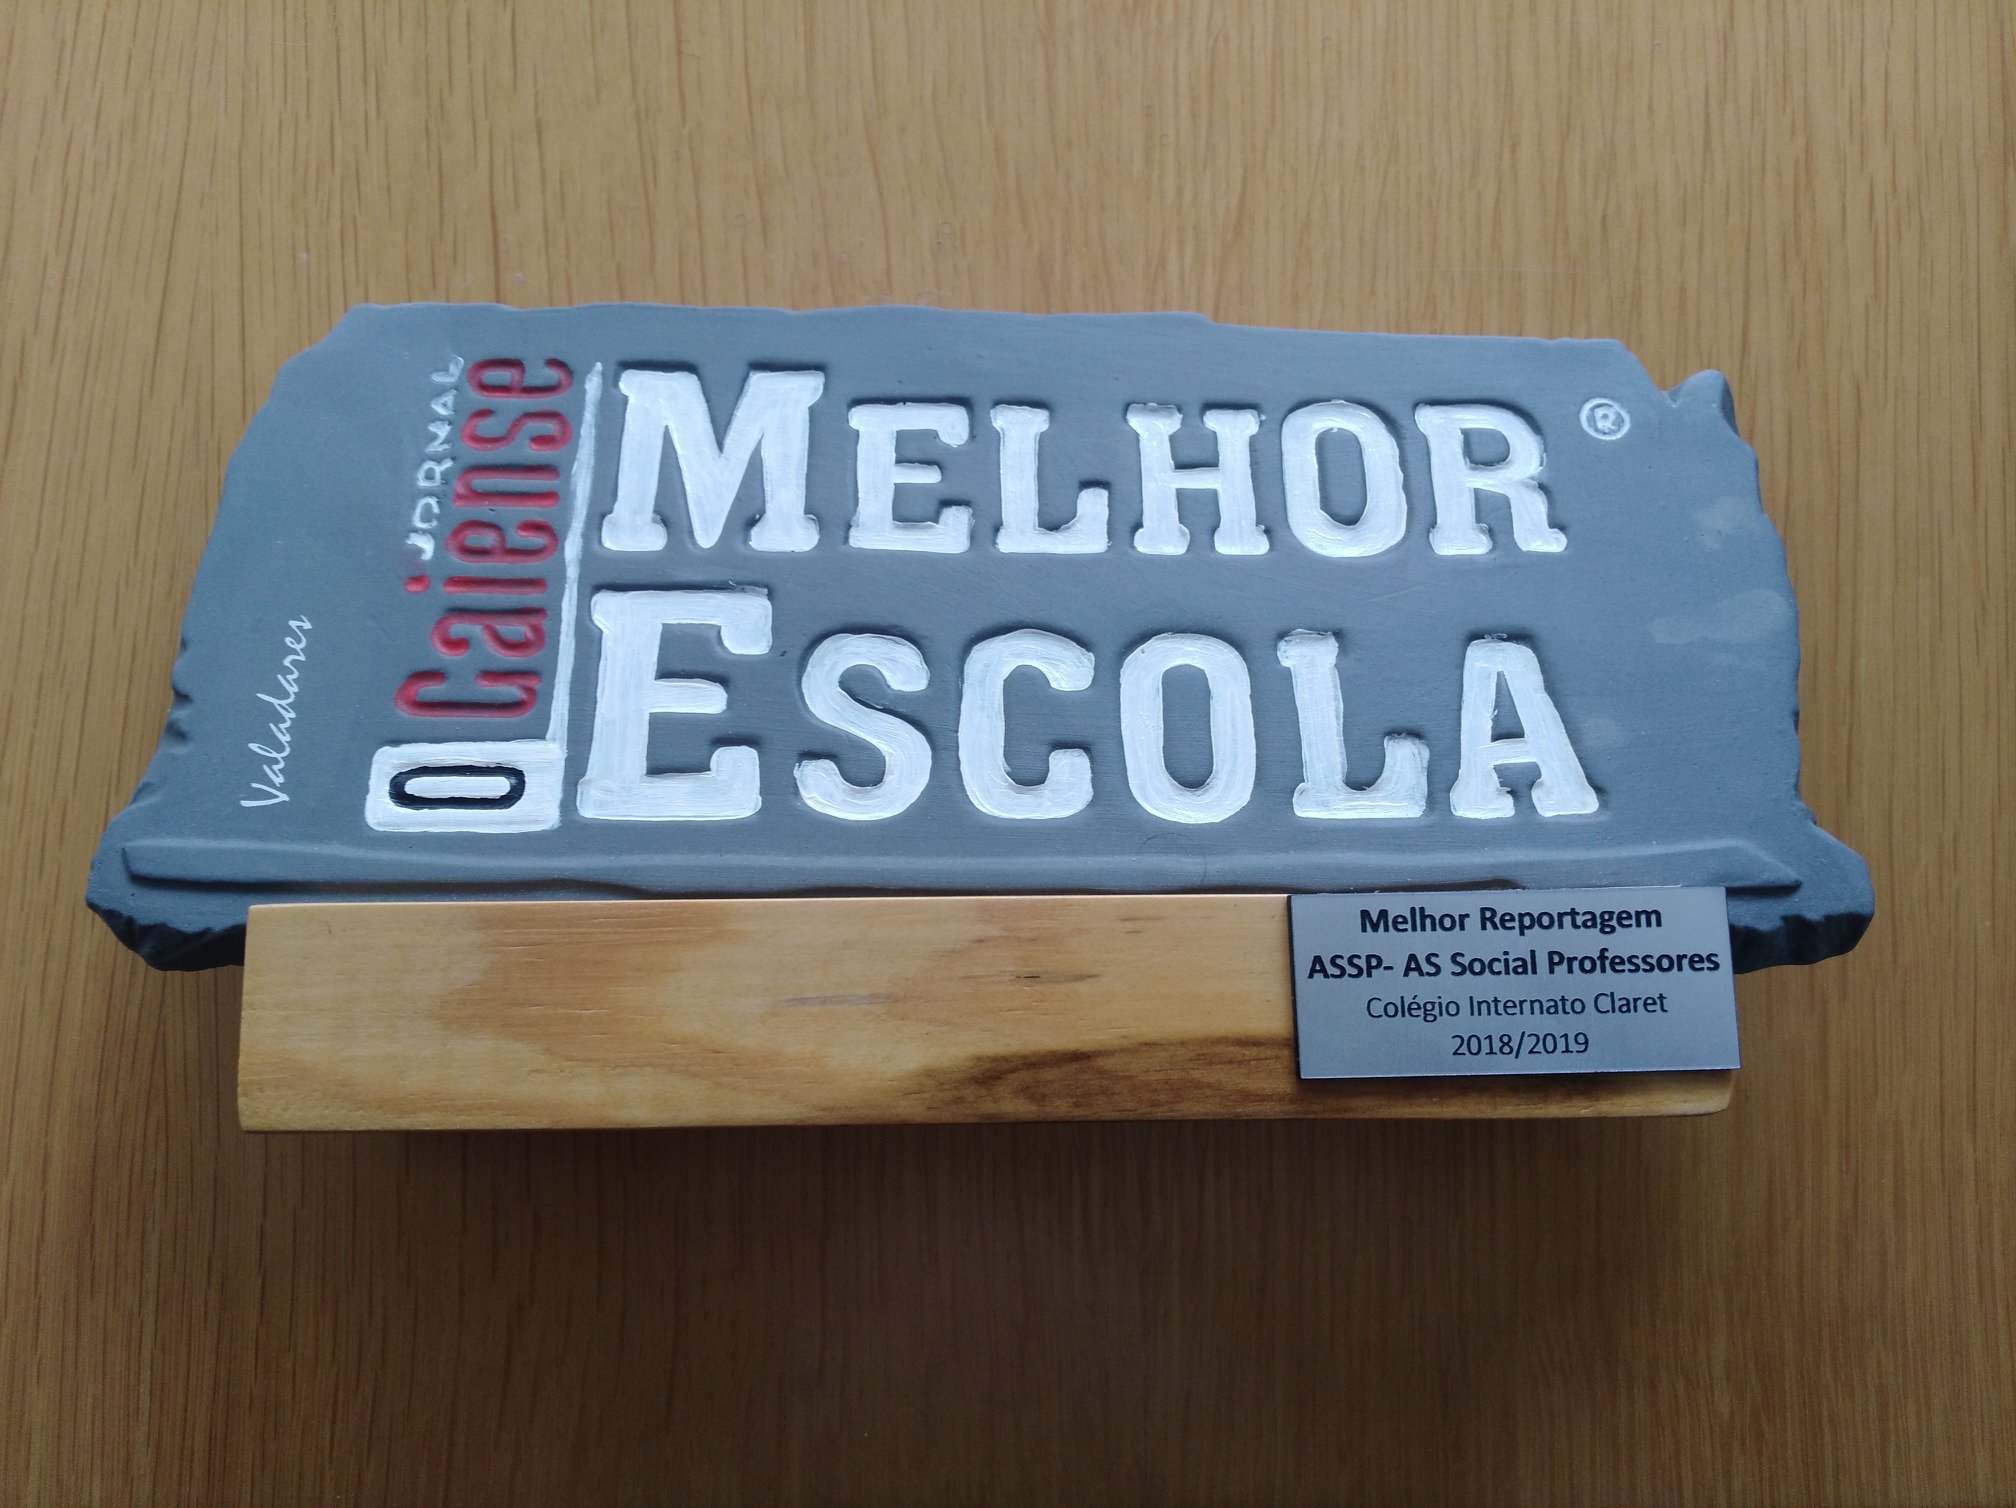 Valadares
JORNAL
O Gaiense
MELHOR
®
ESCOLA
Melhor Reportagem
ASSP- AS Social Professores
Colégio Internato Claret
2018/2019